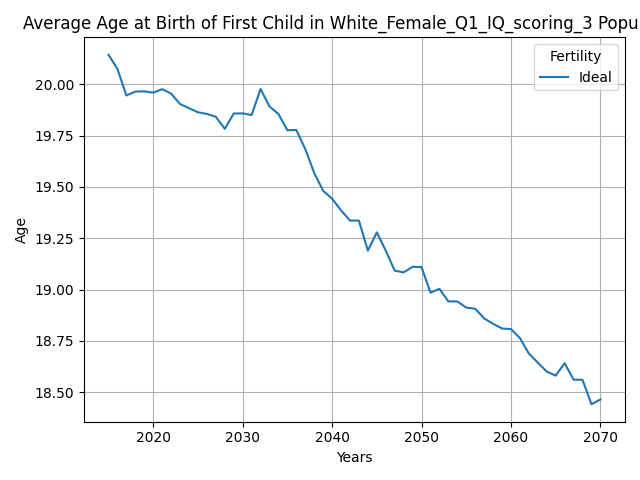 Average Age at Birth of First Child in White_Female_Q1_IQ_scoring_3 Popu
Fertility
Ideal
20.00
19.75
19.50
19.25
19.00
18.75
18.50
Age
2020 2030 2040 2050 2060 2070
Years